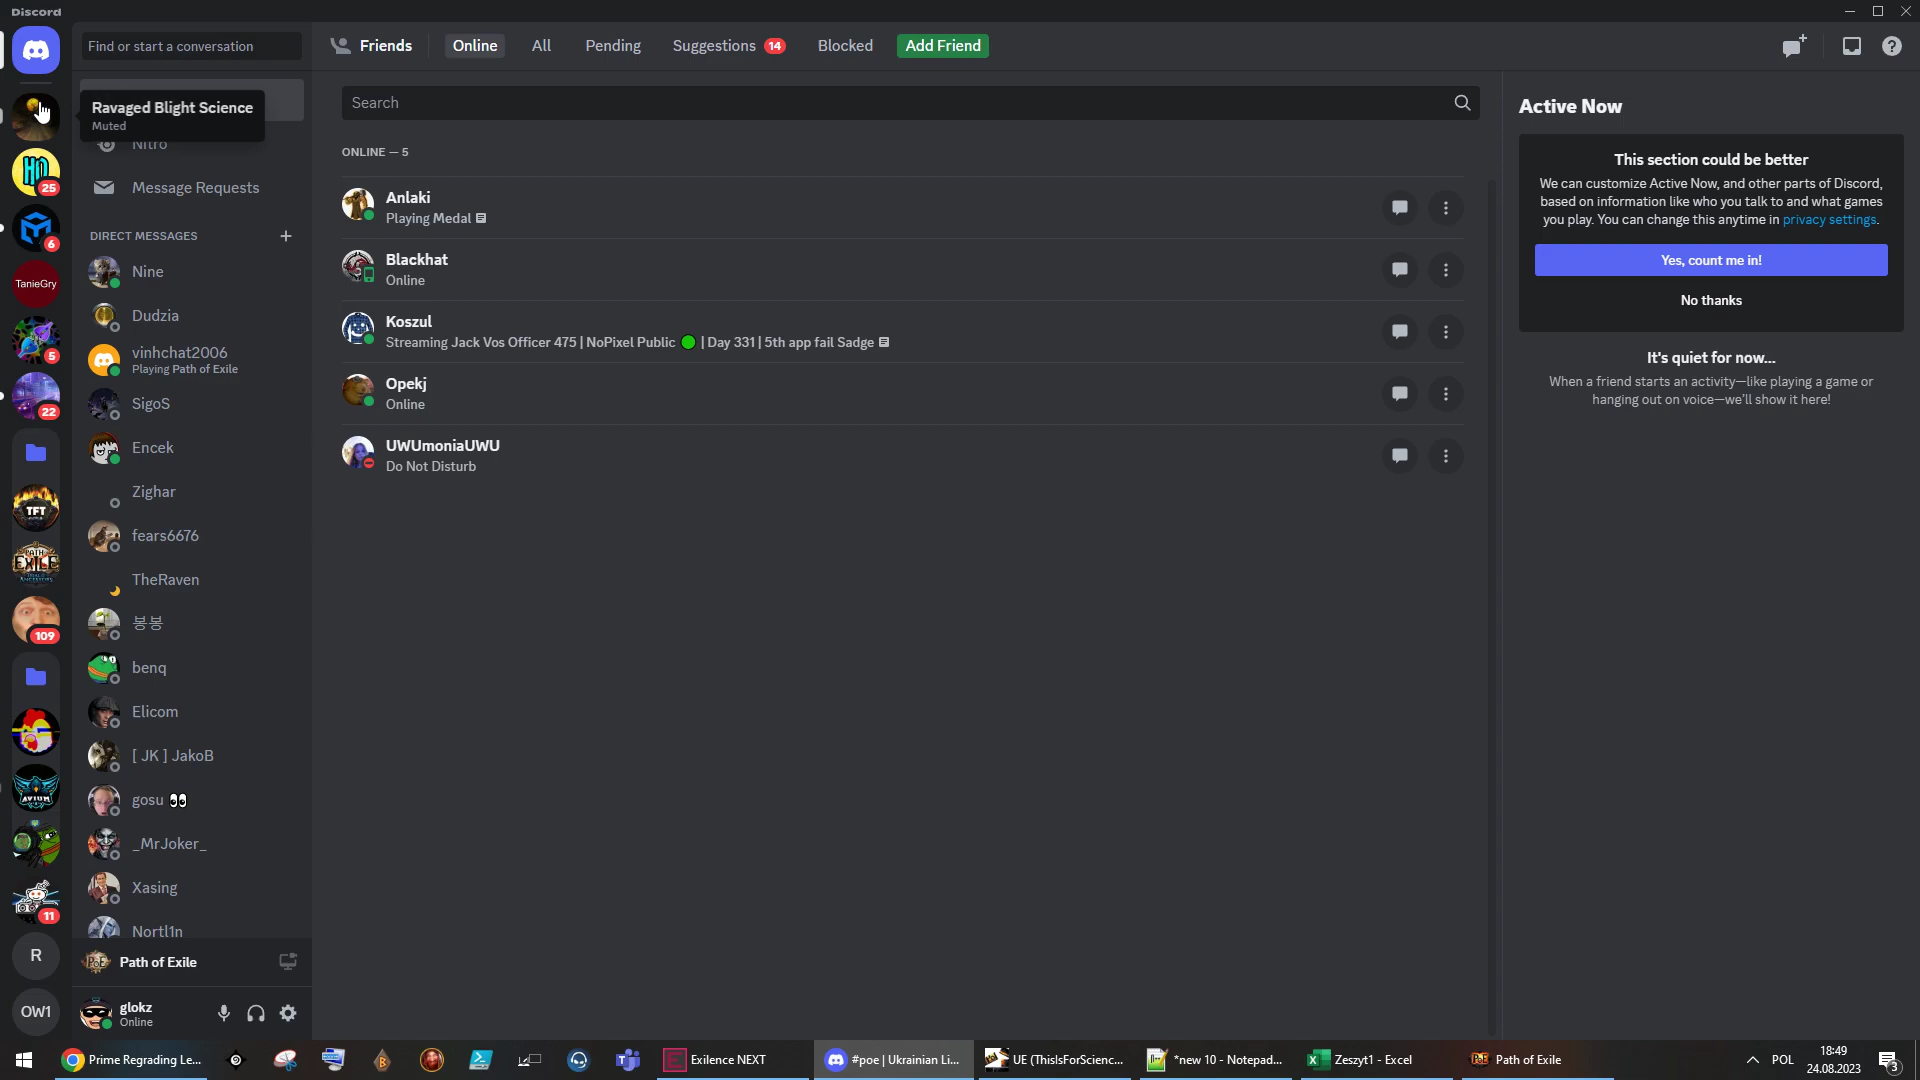 Discord
Find or start a conversation
Friends
Online
All
Pending
Suggestions 14
Blocked
Add Friend
Ravaged Blight Science
Muted
Nitro
Message Requests
DIRECT MESSAGES
Nine
Dudzia
vinhchat2006
Playing Path of Exile
SigoS
Encek
Zighar
fears6676
TheRaven
봉봉
benq
Elicom
[ JK ] JakoB
gosu 👀
_MrJoker_
Xasing
Nortl1n
Path of Exile
glokz
Online
25
6
TanieGry
5
22
TFT
PATH
EXILE
109
AVIUM
11
R
OW1
Search
ONLINE — 5
Anlaki
Playing Medal
Blackhat
Online
Koszul
Streaming Jack Vos Officer 475 | NoPixel Public 🟢 | Day 331 | 5th app fail Sadge
Opekj
Online
UWUmoniaUWU
Do Not Disturb
Active Now
This section could be better
We can customize Active Now, and other parts of Discord,
based on information like who you talk to and what games
you play. You can change this anytime in privacy settings.
Yes, count me in!
No thanks
It's quiet for now...
When a friend starts an activity—like playing a game or
hanging out on voice—we'll show it here!
Prime Regrading Le...
Exilence NEXT
#poe | Ukrainian Li...
UE (ThisIsForScienc...
*new 10 - Notepad...
Zeszyt1 - Excel
Path of Exile
POL
18:49
24.08.2023
3